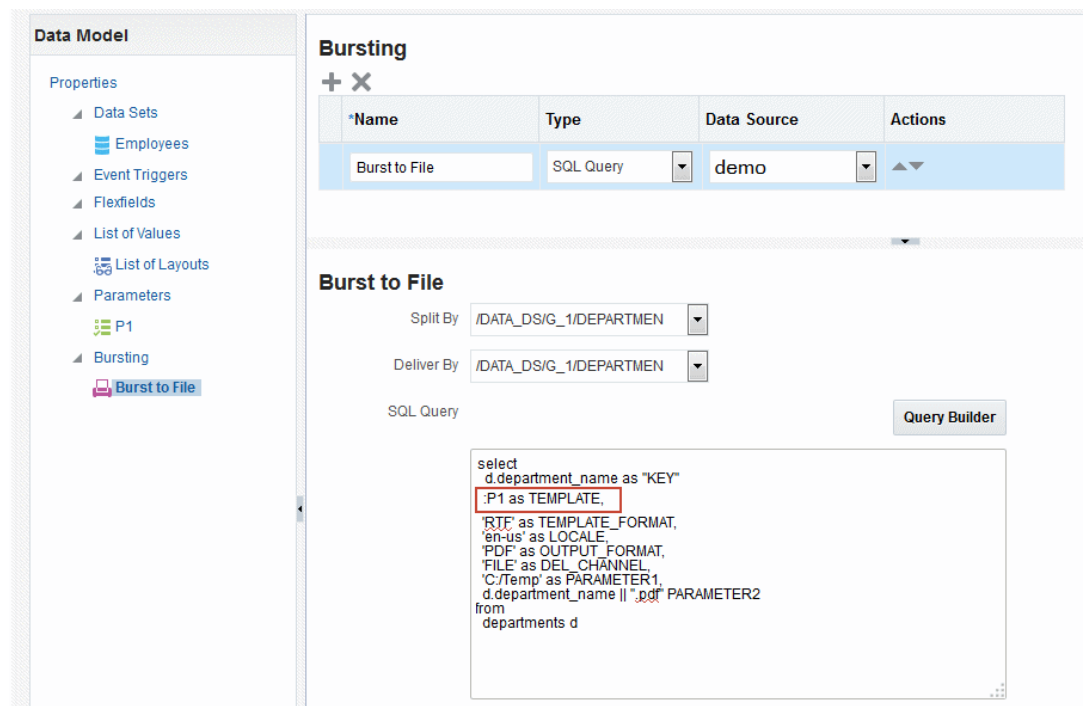 Data Model
Properties
Data Sets
Employees
Event Triggers
Flexfields
List of Values
List of Layouts
Parameters
P1
Bursting
Burst to File
Bursting
*Name Type Data Source Actions
Burst to File SQL Query demo
Burst to File
Split By /DATA_DS/G_1/DEPARTMEN
Deliver By /DATA_DS/G_1/DEPARTMEN
SQL Query
Query Builder
select
d.department_name as "KEY"
:P1 as TEMPLATE,
'RTF' as TEMPLATE_FORMAT,
'en-us' as LOCALE,
'PDF' as OUTPUT_FORMAT,
'FILE' as DEL_CHANNEL,
'C:/Temp' as PARAMETER1,
d.department_name || ".pdf" PARAMETER2
from
departments d